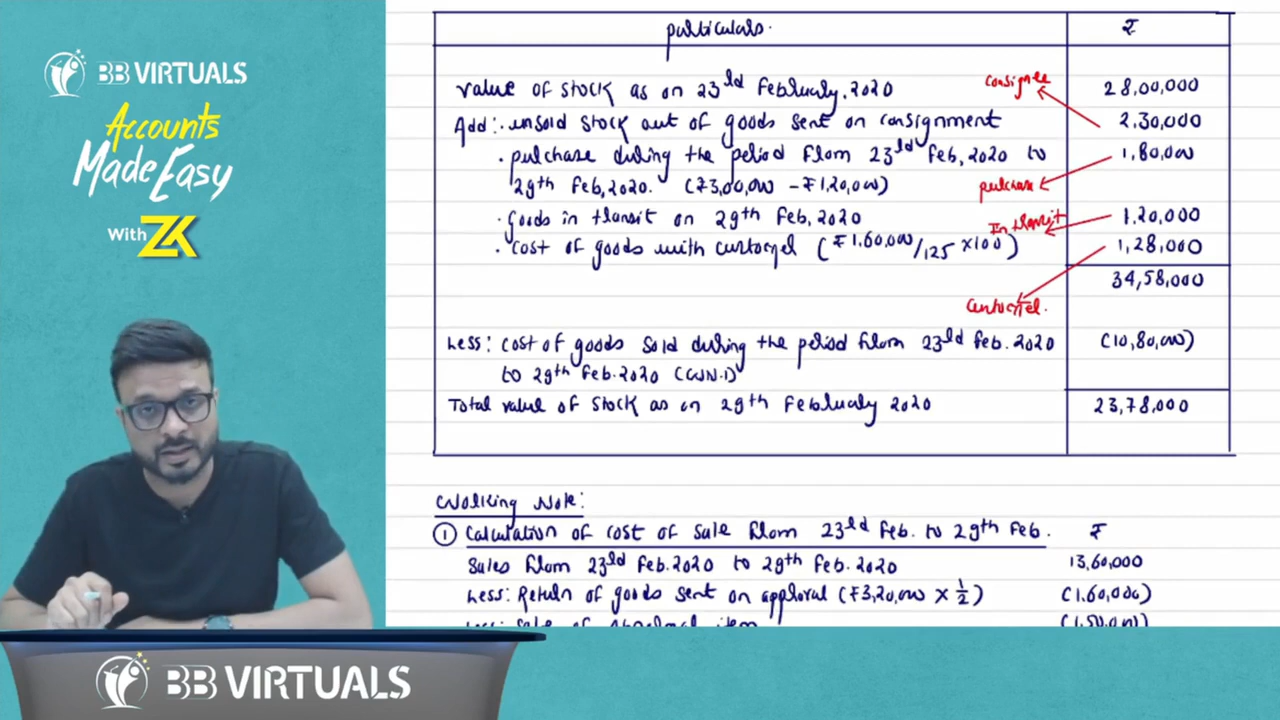 BB VIRTUALS
Accounts
Made Easy
With ZK
particulars.
₹
Value of stock as on 23rd February, 2020
28,00,000
consignee
Add: • unsold stock out of goods sent on consignment
2,30,000
• purchase during the period from 23rd Feb, 2020 to
1,80,000
29th Feb, 2020. (₹3,00,000 - ₹1,20,000)
purchase
• Goods in transit on 29th Feb, 2020
In transit
1,20,000
• cost of goods with customer (₹1,60,000/125 × 100)
1,28,000
34,58,000
customer.
Less: cost of goods sold during the period from 23rd Feb. 2020
(10,80,000)
to 29th Feb. 2020 (WN.1)
Total value of stock as on 29th February 2020
23,78,000
Working Note:
① Calculation of cost of sale from 23rd Feb. to 29th Feb.
₹
Sales from 23rd Feb. 2020 to 29th Feb. 2020
13,60,000
Less: Return of goods sent on approval (₹3,20,000 × 1/2)
(1,60,000)
BB VIRTUALS